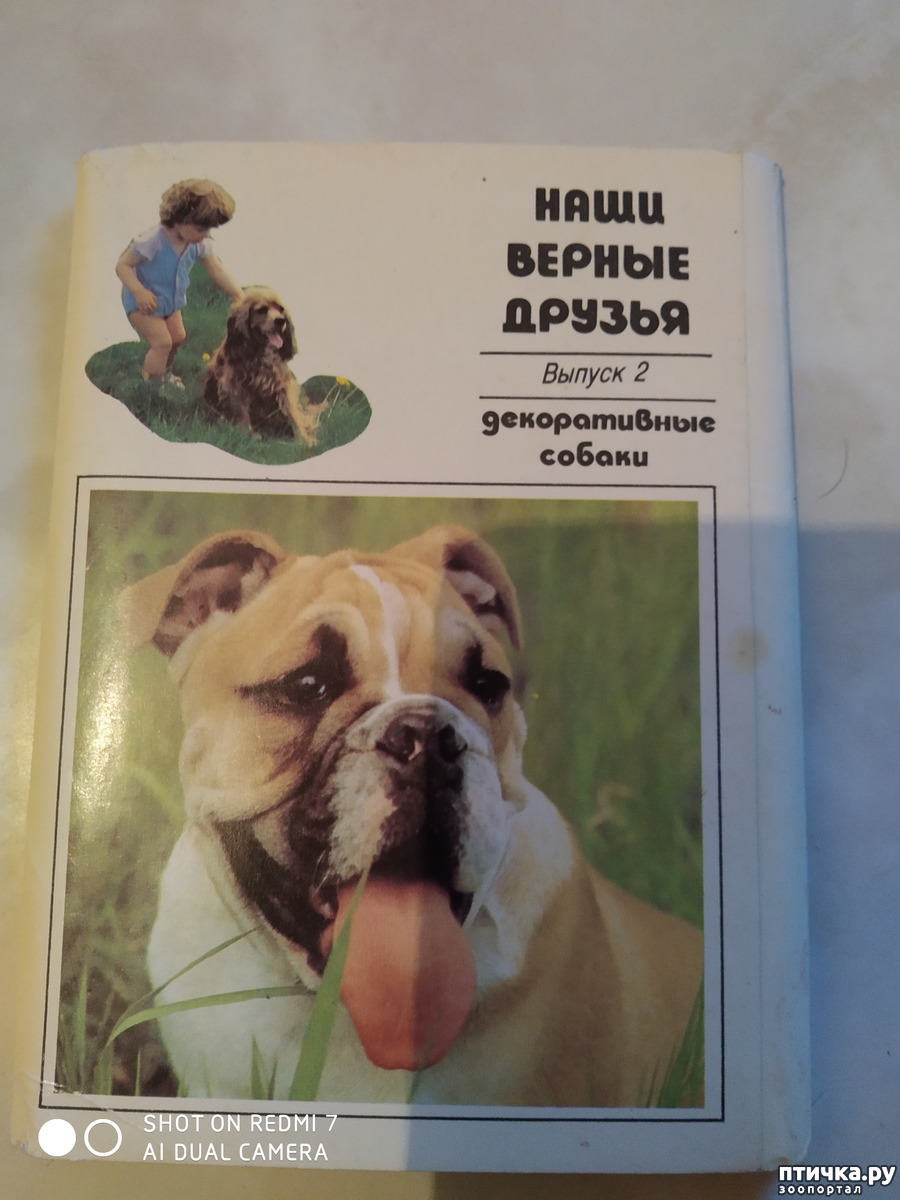 НАШИ
ВЕРНЫЕ
ДРУЗЬЯ
Выпуск 2
декоративные
собаки
SHOT ON REDMI 7
AI DUAL CAMERA
птичка.ру
зоопортал